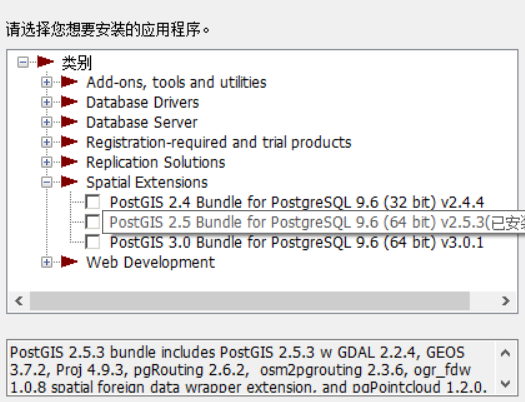 请选择您想要安装的应用程序。
类别
Add-ons, tools and utilities
Database Drivers
Database Server
Registration-required and trial products
Replication Solutions
Spatial Extensions
PostGIS 2.4 Bundle for PostgreSQL 9.6 (32 bit) v2.4.4
PostGIS 2.5 Bundle for PostgreSQL 9.6 (64 bit) v2.5.3(已安
PostGIS 3.0 Bundle for PostgreSQL 9.6 (64 bit) v3.0.1
Web Development
PostGIS 2.5.3 bundle includes PostGIS 2.5.3 w GDAL 2.2.4, GEOS
3.7.2, Proj 4.9.3, pgRouting 2.6.2, osm2pgrouting 2.3.6, ogr_fdw
1.0.8 spatial foreign data wrapper extension, and pgPointcloud 1.2.0.